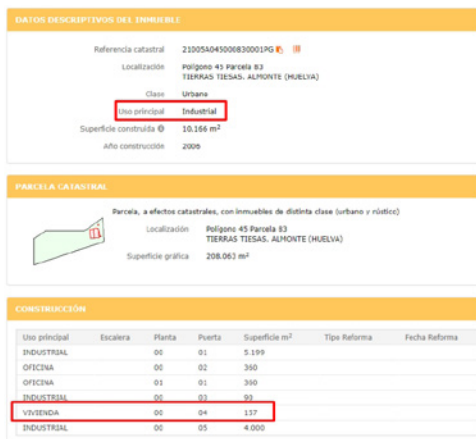 DATOS DESCRIPTIVOS DEL INMUEBLE
Referencia catastral 21005A045000830001PG
Localización Polígono 45 Parcela 83
TIERRAS TIESAS. ALMONTE (HUELVA)
Clase Urbano
Uso principal Industrial
Superficie construida 10.166 m²
Año construcción 2006
PARCELA CATASTRAL
Parcela, a efectos catastrales, con inmuebles de distinta clase (urbano y rústico)
Localización Polígono 45 Parcela 83
TIERRAS TIESAS. ALMONTE (HUELVA)
Superficie gráfica 208.063 m²
CONSTRUCCIÓN
Uso principal Escalera Planta Puerta Superficie m² Tipo Reforma Fecha Reforma
INDUSTRIAL 00 01 5.199
OFICINA 00 02 360
OFICINA 01 01 360
INDUSTRIAL 00 03 90
VIVIENDA 00 04 137
INDUSTRIAL 00 05 4.000